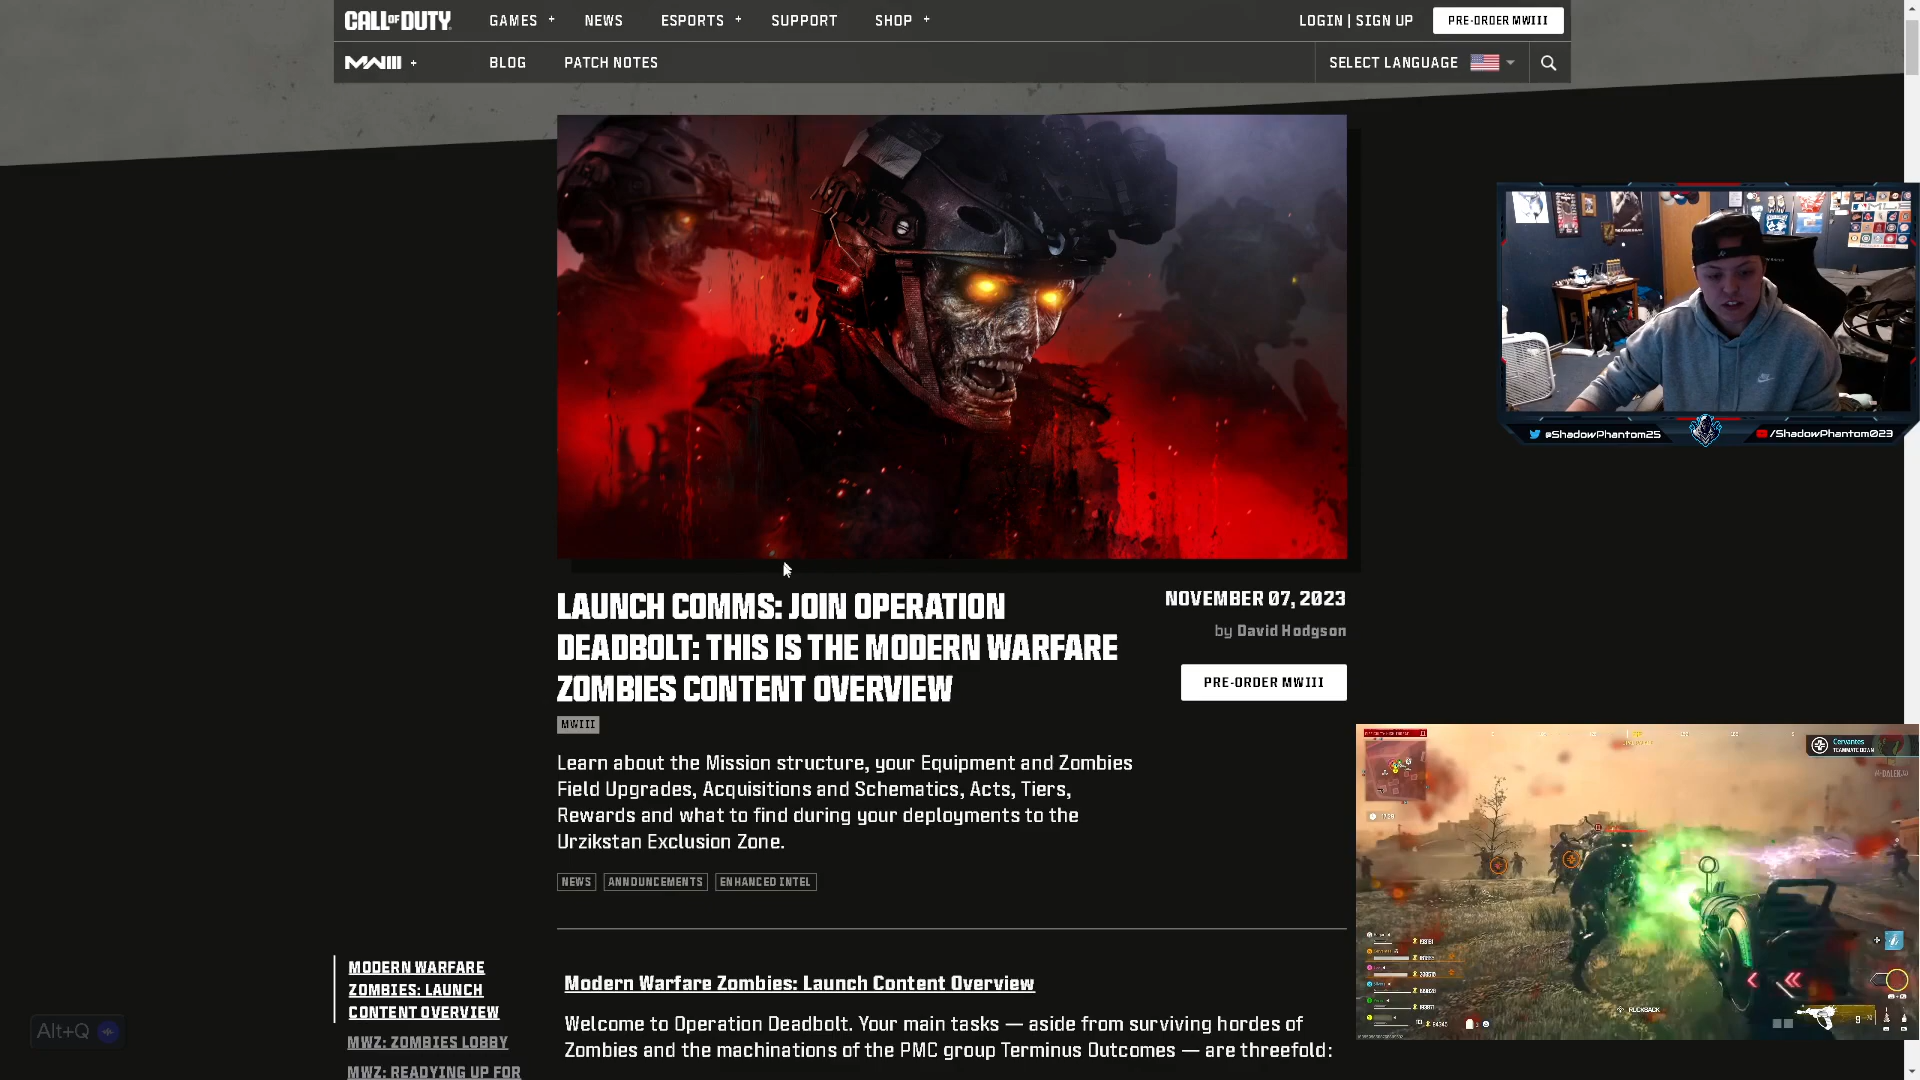 CALL OF DUTY
GAMES +
NEWS
ESPORTS +
SUPPORT
SHOP +
LOGIN | SIGN UP
PRE-ORDER MWIII
MWIII +
BLOG
PATCH NOTES
SELECT LANGUAGE
@ShadowPhantom25
/ShadowPhantom023
LAUNCH COMMS: JOIN OPERATION
DEADBOLT: THIS IS THE MODERN WARFARE
ZOMBIES CONTENT OVERVIEW
NOVEMBER 07, 2023
by David Hodgson
PRE-ORDER MWIII
MWIII
Learn about the Mission structure, your Equipment and Zombies
Field Upgrades, Acquisitions and Schematics, Acts, Tiers,
Rewards and what to find during your deployments to the
Urzikstan Exclusion Zone.
NEWS
ANNOUNCEMENTS
ENHANCED INTEL
Cervantes
TEAMMATE DOWN
RUCKSACK
MODERN WARFARE
ZOMBIES: LAUNCH
CONTENT OVERVIEW
MWZ: ZOMBIES LOBBY
MWZ: READYING UP FOR
Modern Warfare Zombies: Launch Content Overview
Welcome to Operation Deadbolt. Your main tasks — aside from surviving hordes of
Zombies and the machinations of the PMC group Terminus Outcomes — are threefold:
Alt+Q